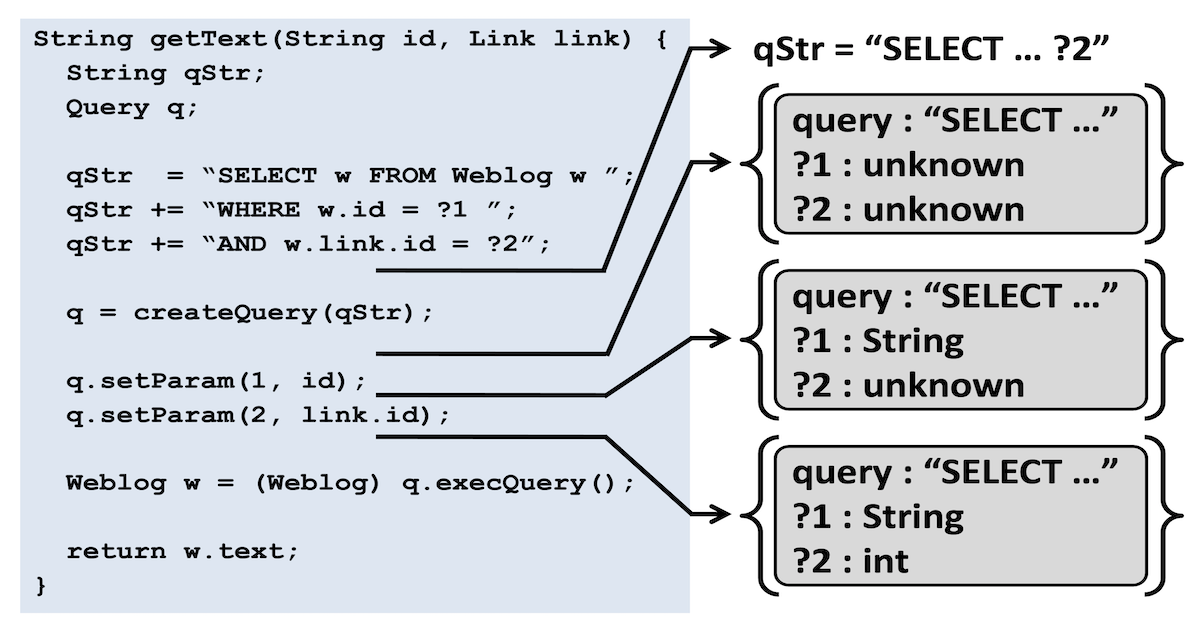 String getText(String id, Link link) {
String qStr;
Query q;
qStr = “SELECT w FROM Weblog w ”;
qStr += “WHERE w.id = ?1 ”;
qStr += “AND w.link.id = ?2”;
q = createQuery(qStr);
q.setParam(1, id);
q.setParam(2, link.id);
Weblog w = (Weblog) q.execQuery();
return w.text;
}
qStr = “SELECT … ?2”
query : “SELECT …”
?1 : unknown
?2 : unknown
query : “SELECT …”
?1 : String
?2 : unknown
query : “SELECT …”
?1 : String
?2 : int